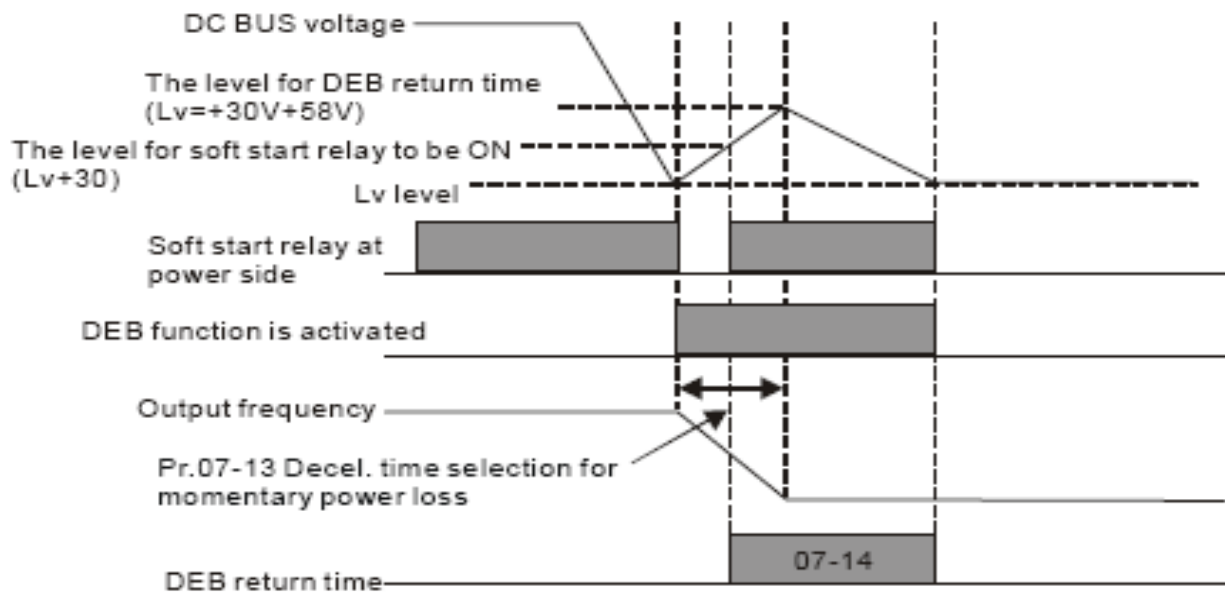 DC BUS voltage
The level for DEB return time
(Lv=+30V+58V)
The level for soft start relay to be ON
(Lv+30)
Lv level
Soft start relay at
power side
DEB function is activated
Output frequency
Pr.07-13 Decel. time selection for
momentary power loss
07-14
DEB return time